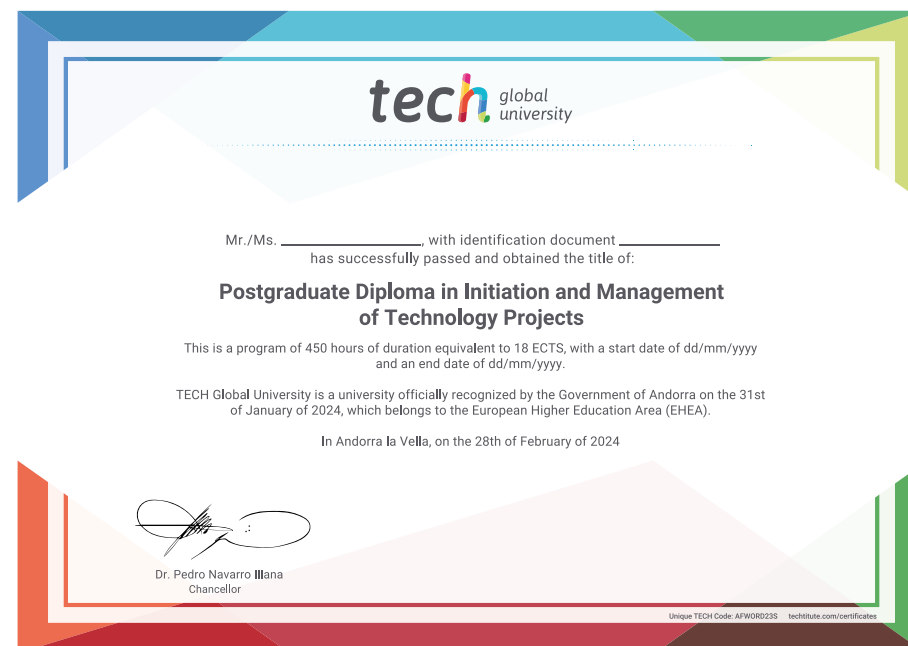 tech global university
Mr./Ms. ____________, with identification document ____________
has successfully passed and obtained the title of:
Postgraduate Diploma in Initiation and Management
of Technology Projects
This is a program of 450 hours of duration equivalent to 18 ECTS, with a start date of dd/mm/yyyy
and an end date of dd/mm/yyyy.
TECH Global University is a university officially recognized by the Government of Andorra on the 31st
of January of 2024, which belongs to the European Higher Education Area (EHEA).
In Andorra la Vella, on the 28th of February of 2024
Dr. Pedro Navarro Illana
Chancellor
Unique TECH Code: AFWORD23S techtitute.com/certificates